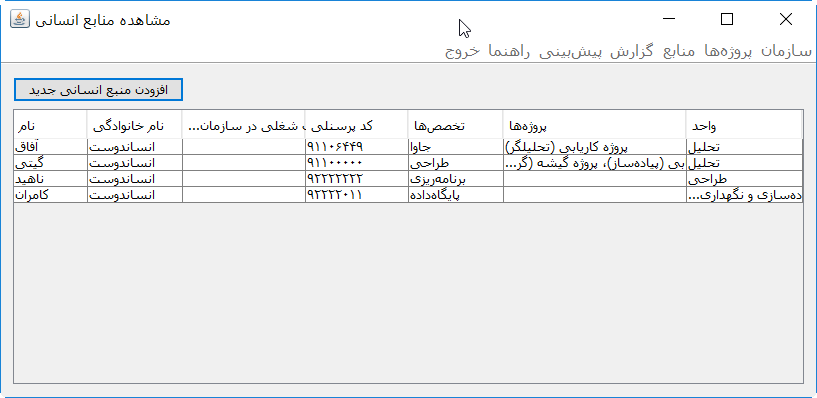 مشاهده منابع انسانی
سازمان پروژه‌ها منابع گزارش پیش‌بینی راهنما خروج
افزودن منبع انسانی جدید
نام نام خانوادگی ... شغلی در سازمان کد پرسنلی تخصص‌ها پروژه‌ها واحد
آفاق انساندوست ۹۱۱۰۶۴۴۹ جاوا پروژه کاریابی (تحلیلگر) تحلیل
گیتی انساندوست ۹۱۱۰۰۰۰۰ طراحی بی (پیاده‌ساز)، پروژه گیشه (گر... تحلیل
ناهید انساندوست ۹۲۲۲۲۲۲۲ برنامه‌ریزی طراحی
کامران انساندوست ۹۲۲۲۲۰۱۱ پایگاه‌داده ده‌سازی و نگهداری...